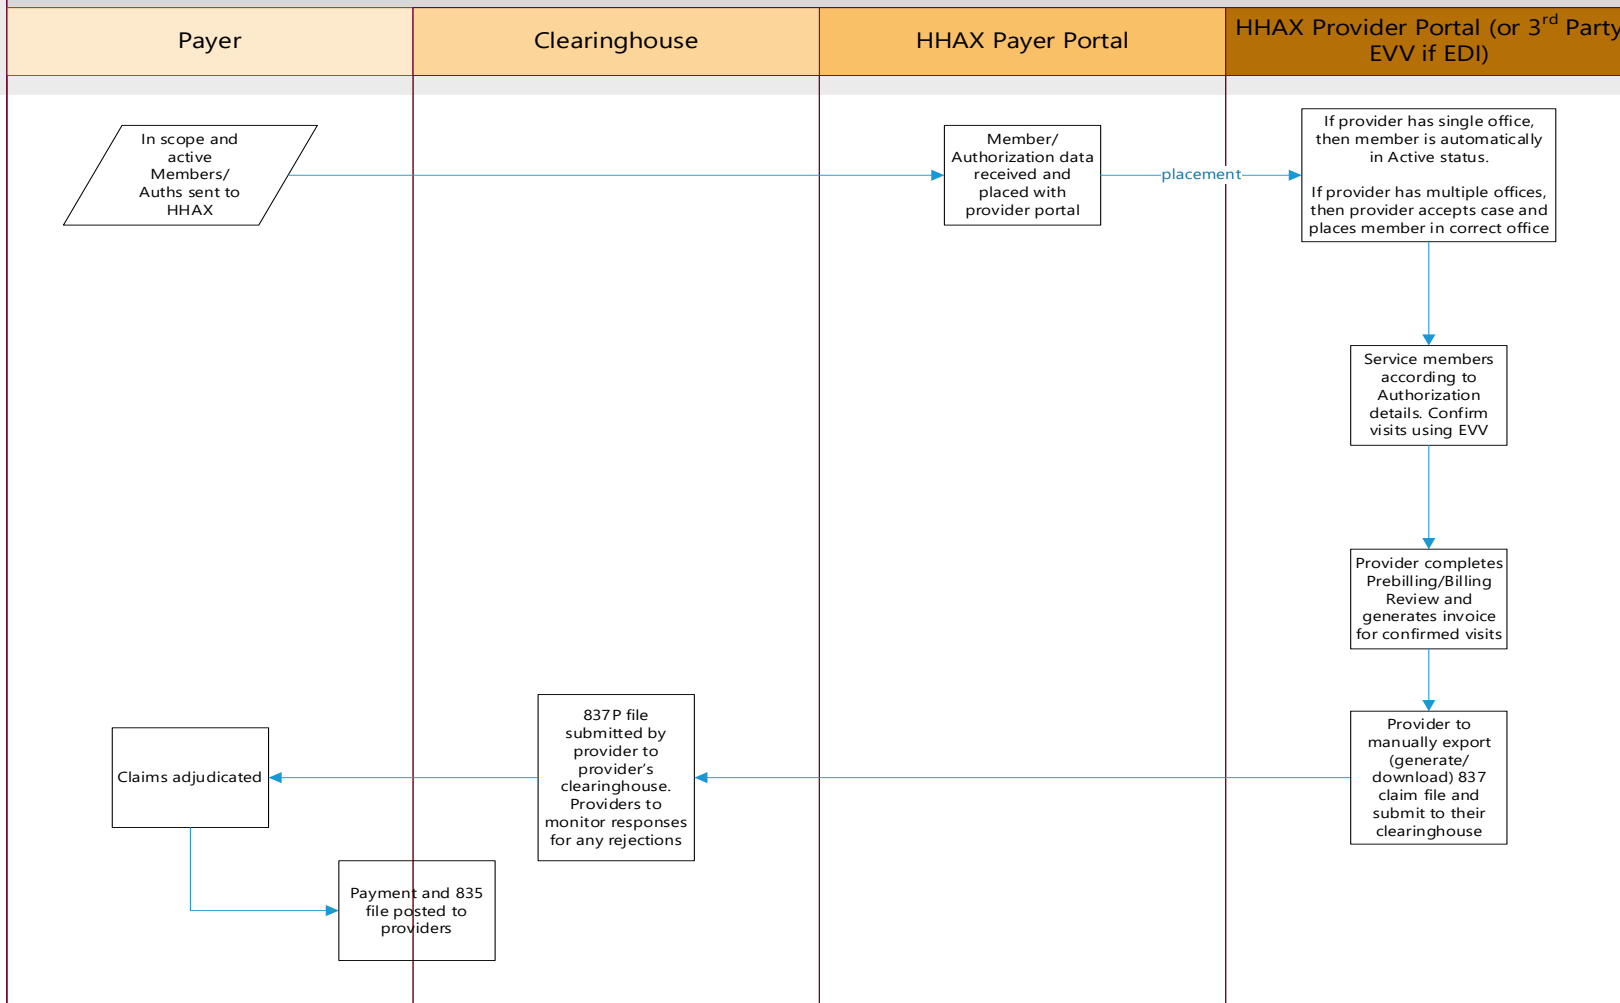 Payer
Clearinghouse
HHAX Payer Portal
HHAX Provider Portal (or 3rd Party
EVV if EDI)
In scope and
active
Members/
Auths sent to
HHAX
Member/
Authorization data
received and
placed with
provider portal
placement
If provider has single office,
then member is automatically
in Active status.
If provider has multiple offices,
then provider accepts case and
places member in correct office
Service members
according to
Authorization
details. Confirm
visits using EVV
Provider completes
Prebilling/Billing
Review and
generates invoice
for confirmed visits
Provider to
manually export
(generate/
download) 837
claim file and
submit to their
clearinghouse
837P file
submitted by
provider to
provider’s
clearinghouse.
Providers to
monitor responses
for any rejections
Claims adjudicated
Payment and 835
file posted to
providers